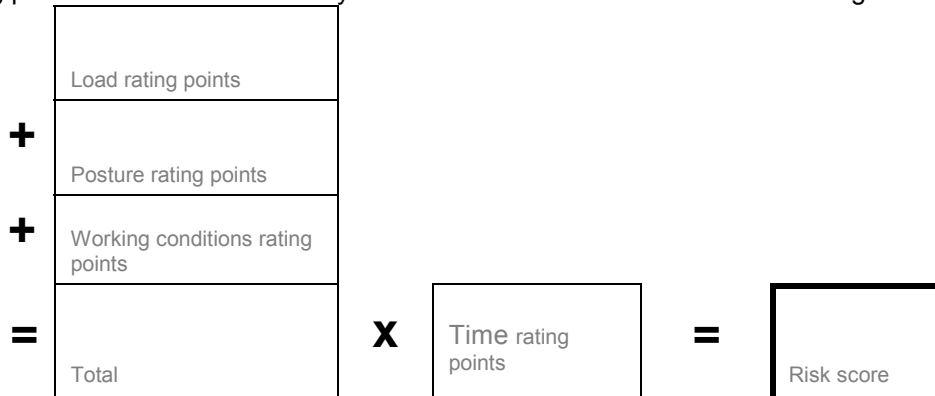 Load rating points
+
Posture rating points
+
Working conditions rating
points
=
Total
X
Time rating
points
=
Risk score